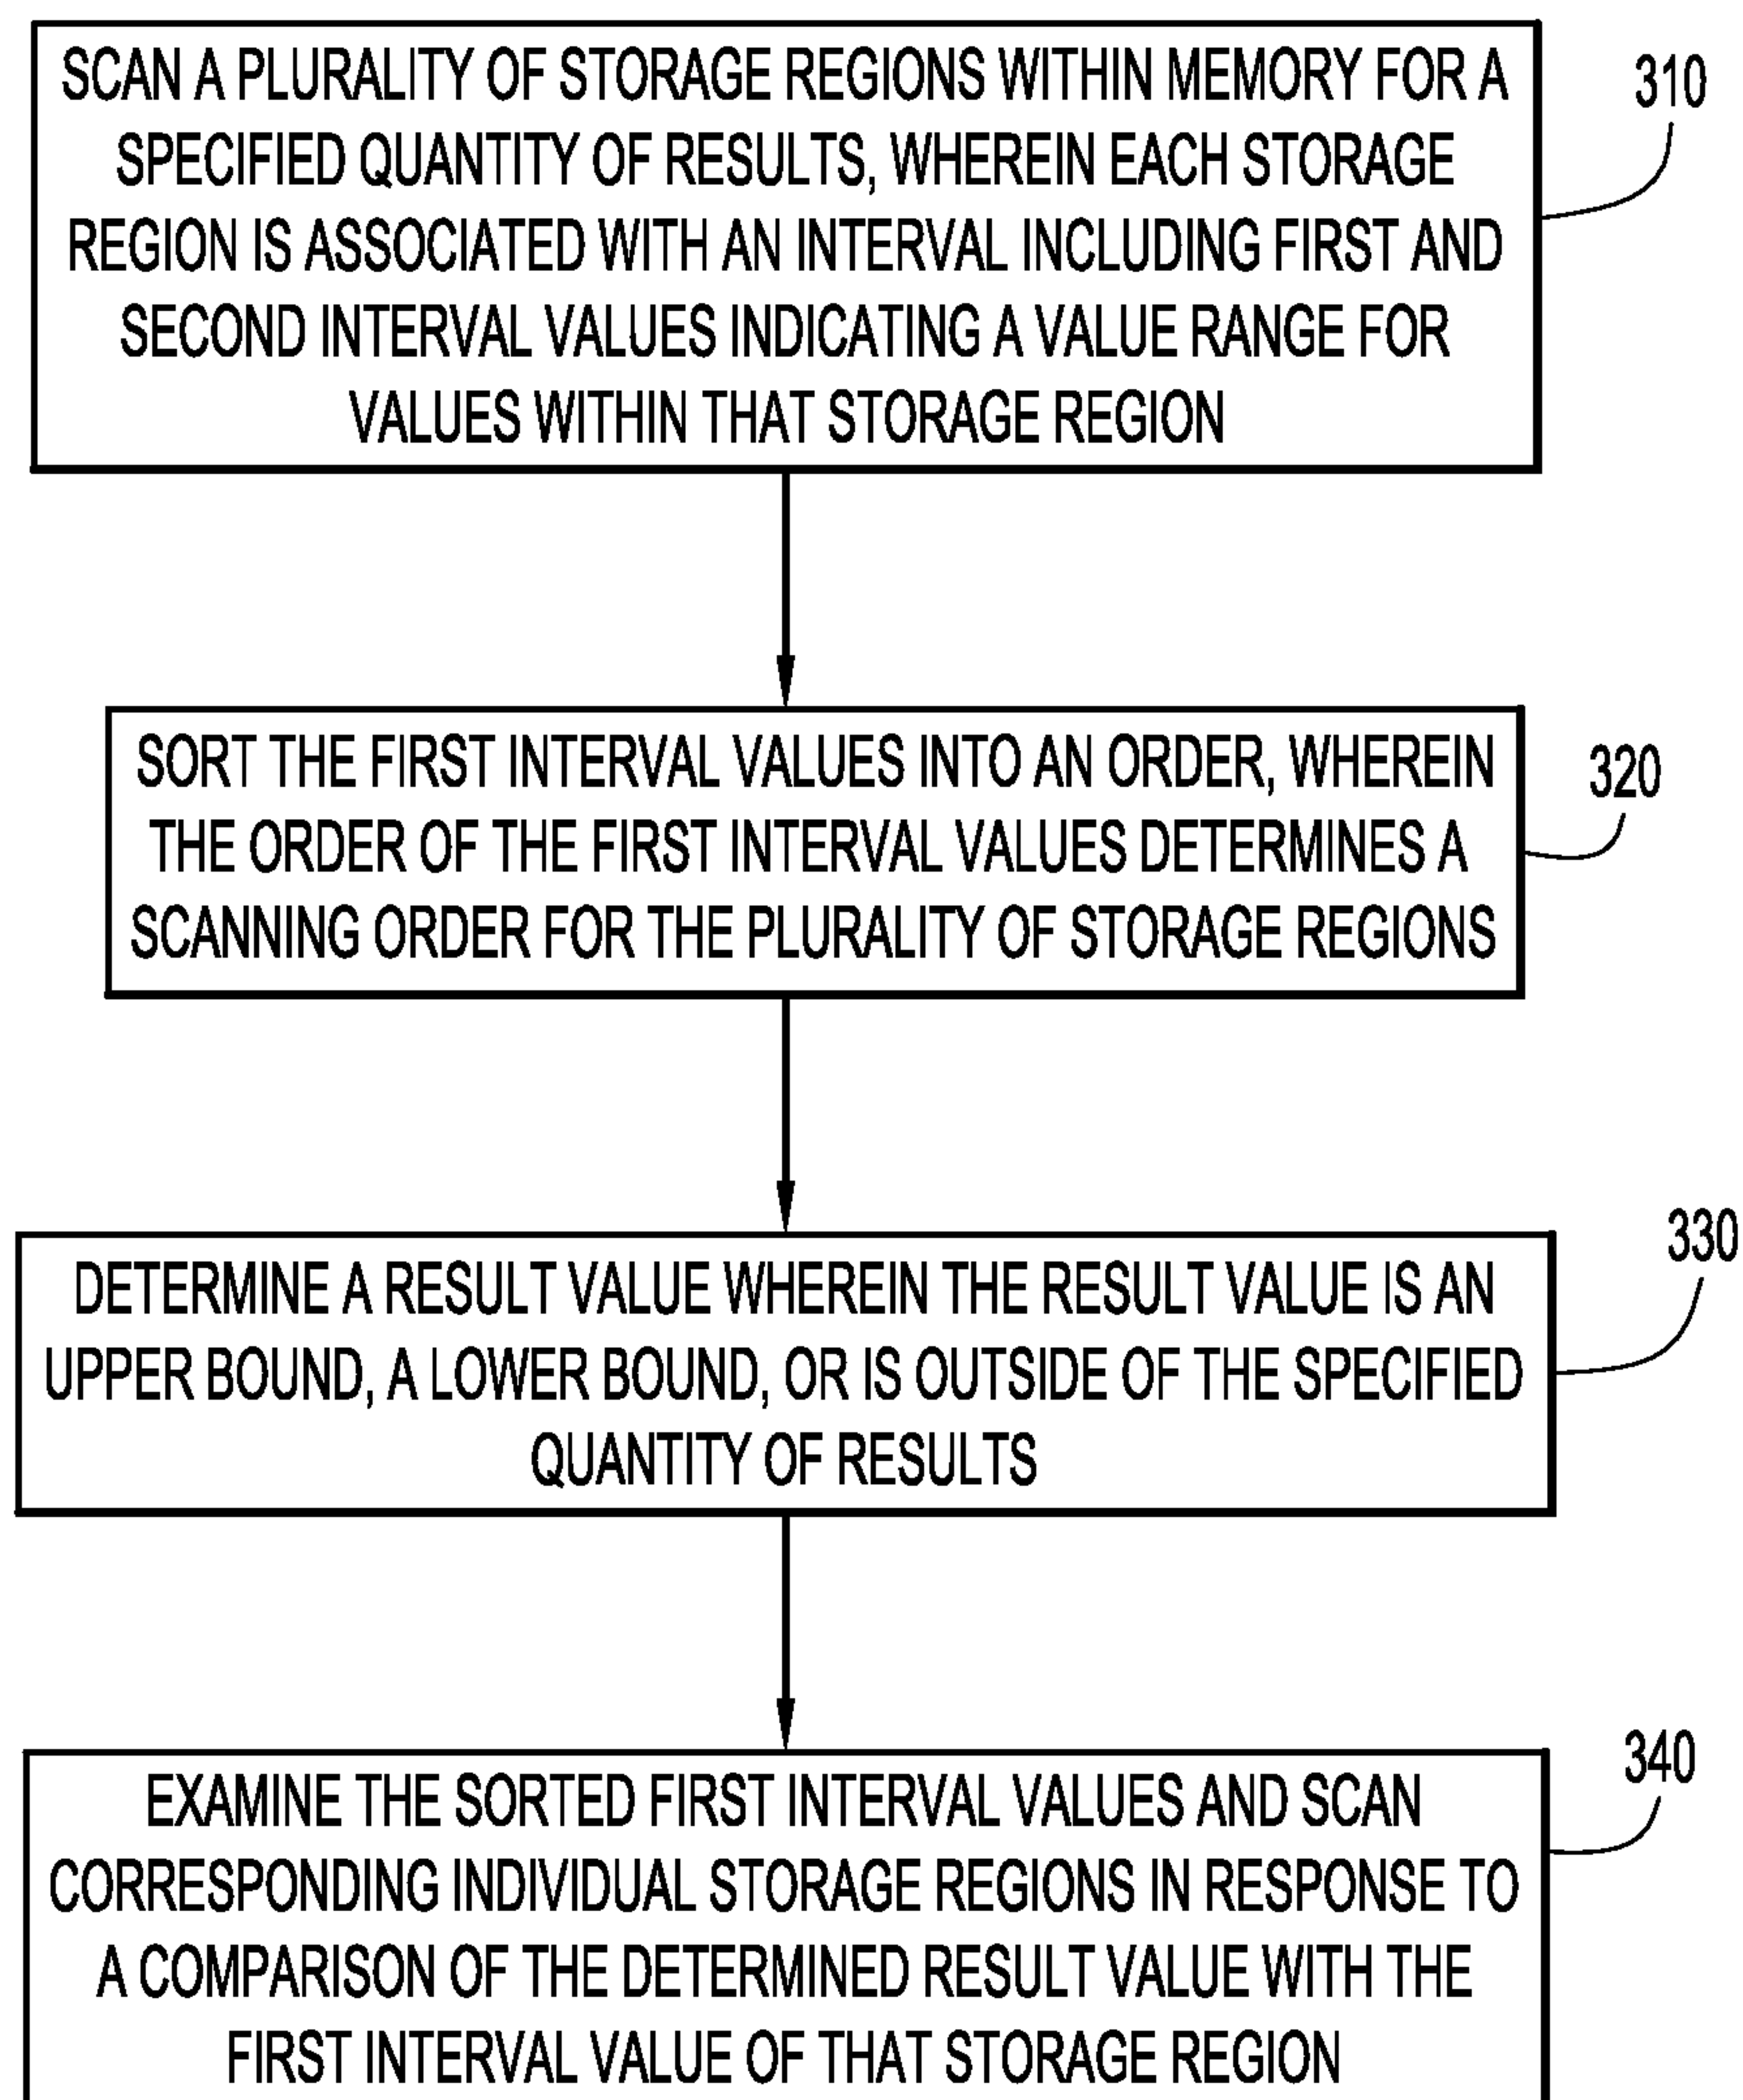 SCAN A PLURALITY OF STORAGE REGIONS WITHIN MEMORY FOR A
SPECIFIED QUANTITY OF RESULTS, WHEREIN EACH STORAGE
REGION IS ASSOCIATED WITH AN INTERVAL INCLUDING FIRST AND
SECOND INTERVAL VALUES INDICATING A VALUE RANGE FOR
VALUES WITHIN THAT STORAGE REGION
310
SORT THE FIRST INTERVAL VALUES INTO AN ORDER, WHEREIN
THE ORDER OF THE FIRST INTERVAL VALUES DETERMINES A
SCANNING ORDER FOR THE PLURALITY OF STORAGE REGIONS
320
DETERMINE A RESULT VALUE WHEREIN THE RESULT VALUE IS AN
UPPER BOUND, A LOWER BOUND, OR IS OUTSIDE OF THE SPECIFIED
QUANTITY OF RESULTS
330
EXAMINE THE SORTED FIRST INTERVAL VALUES AND SCAN
CORRESPONDING INDIVIDUAL STORAGE REGIONS IN RESPONSE TO
A COMPARISON OF THE DETERMINED RESULT VALUE WITH THE
FIRST INTERVAL VALUE OF THAT STORAGE REGION
340